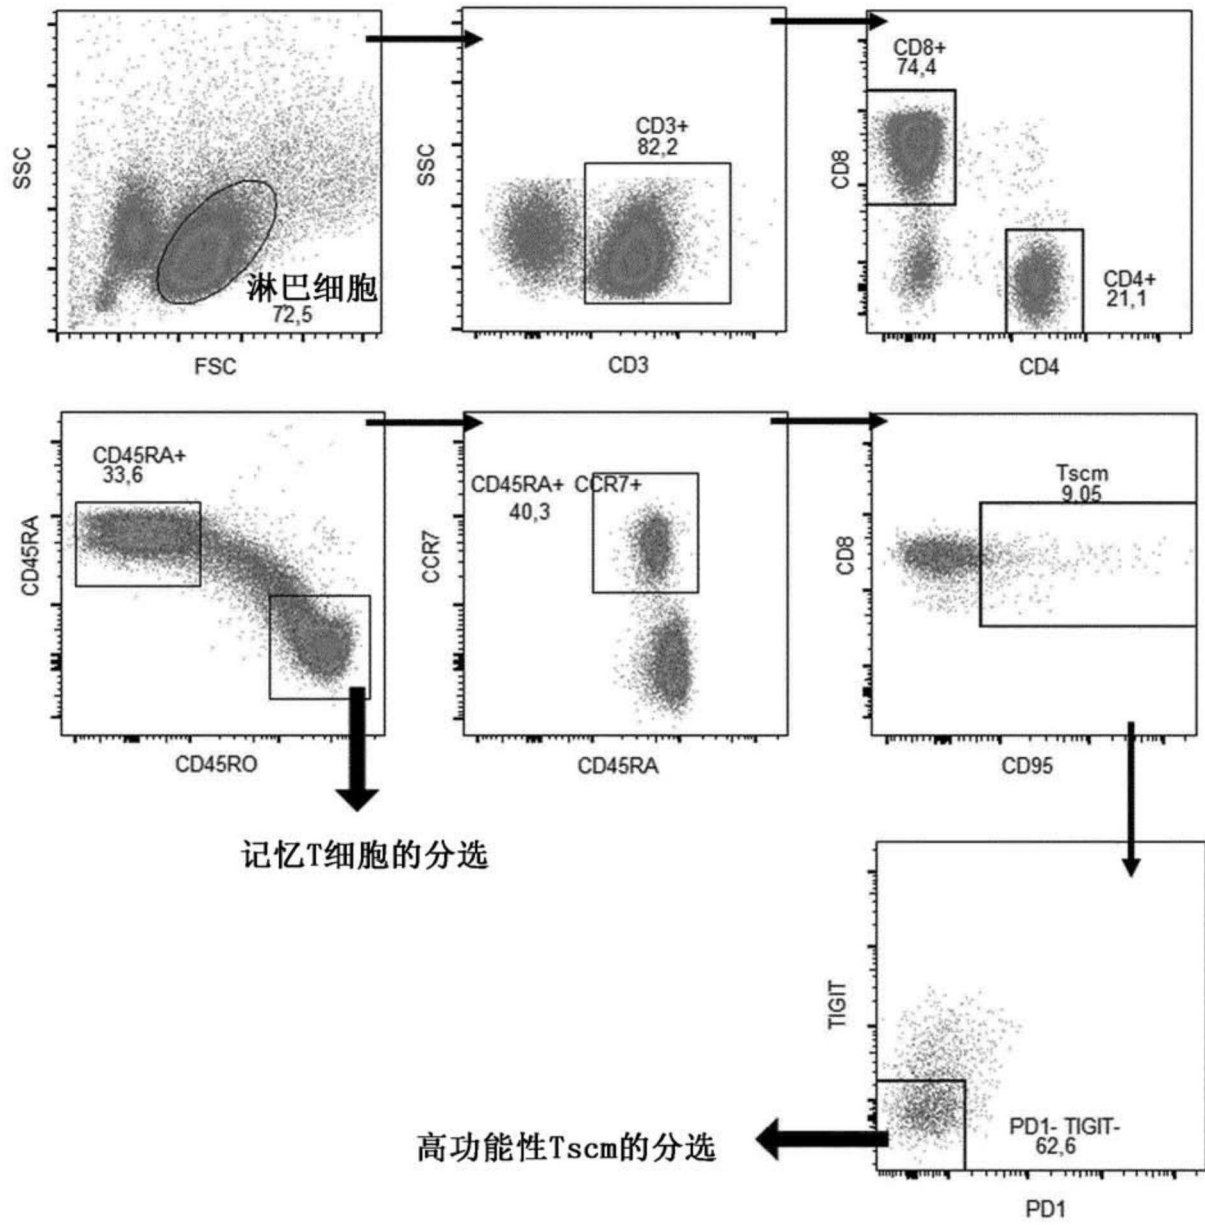 SSC
淋巴细胞
72,5
FSC
SSC
CD3+
82,2
CD3
CD8
CD8+
74,4
CD4+
21,1
CD4
CD45RA
CD45RA+
33,6
CD45RO
CCR7
CD45RA+ CCR7+
40,3
CD45RA
CD8
Tscm
9,05
CD95
记忆T细胞的分选
TIGIT
PD1- TIGIT-
62,6
PD1
高功能性Tscm的分选